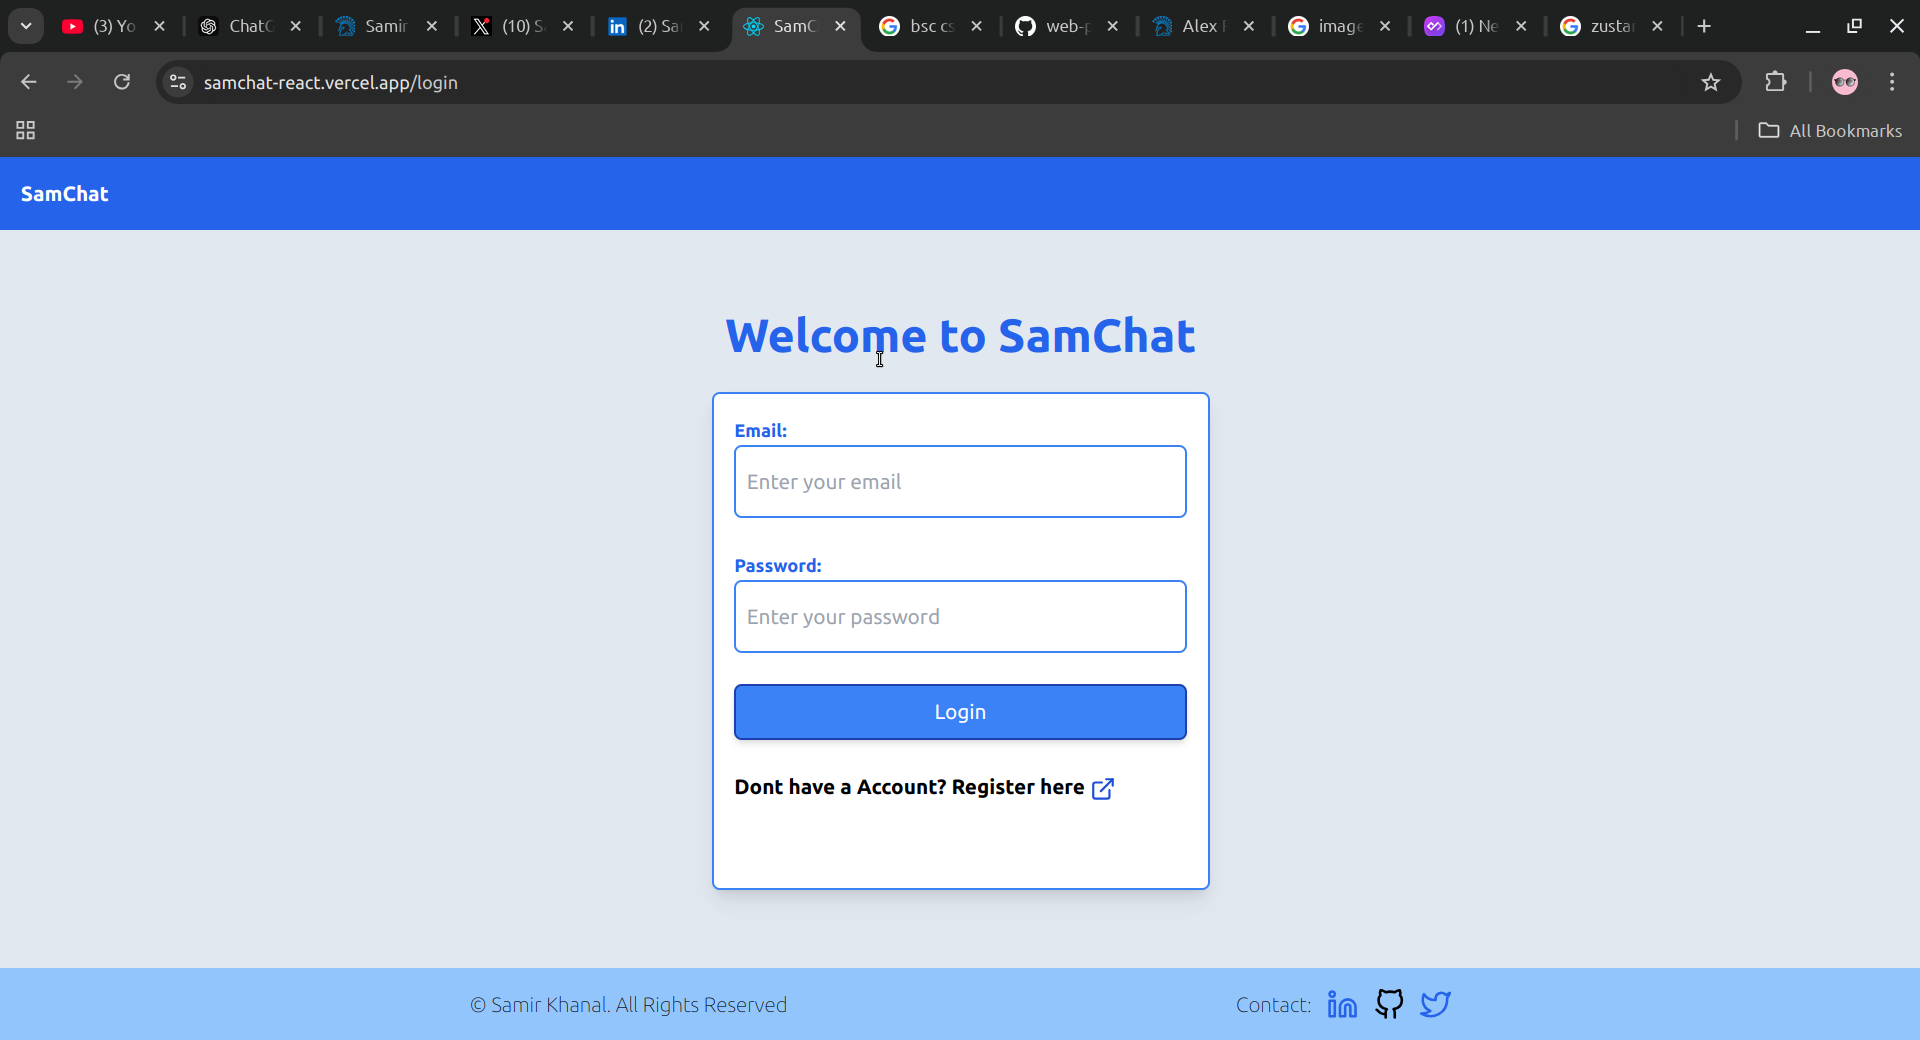 (3) Yo
ChatG
Samir
(10) S
(2) Sa
SamC
bsc cs
web-p
Alex
image
(1) Ne
zusta
samchat-react.vercel.app/login
All Bookmarks
SamChat
Welcome to SamChat
Email:
Enter your email
Password:
Enter your password
Login
Dont have a Account? Register here
© Samir Khanal. All Rights Reserved
Contact: